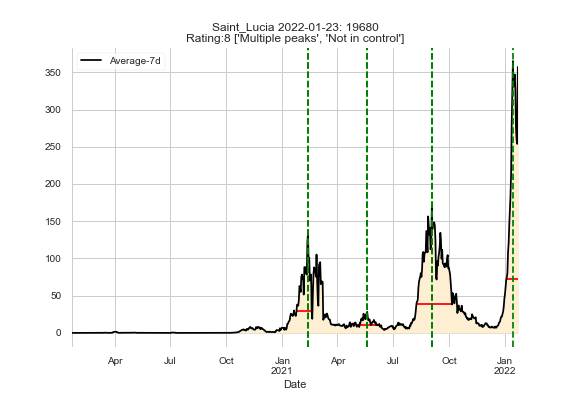 Saint_Lucia 2022-01-23: 19680
Rating:8 ['Multiple peaks', 'Not in control']
Average-7d
350
300
250
200
150
100
50
0
Apr Jul Oct Jan Apr Jul Oct Jan
2021 2022
Date